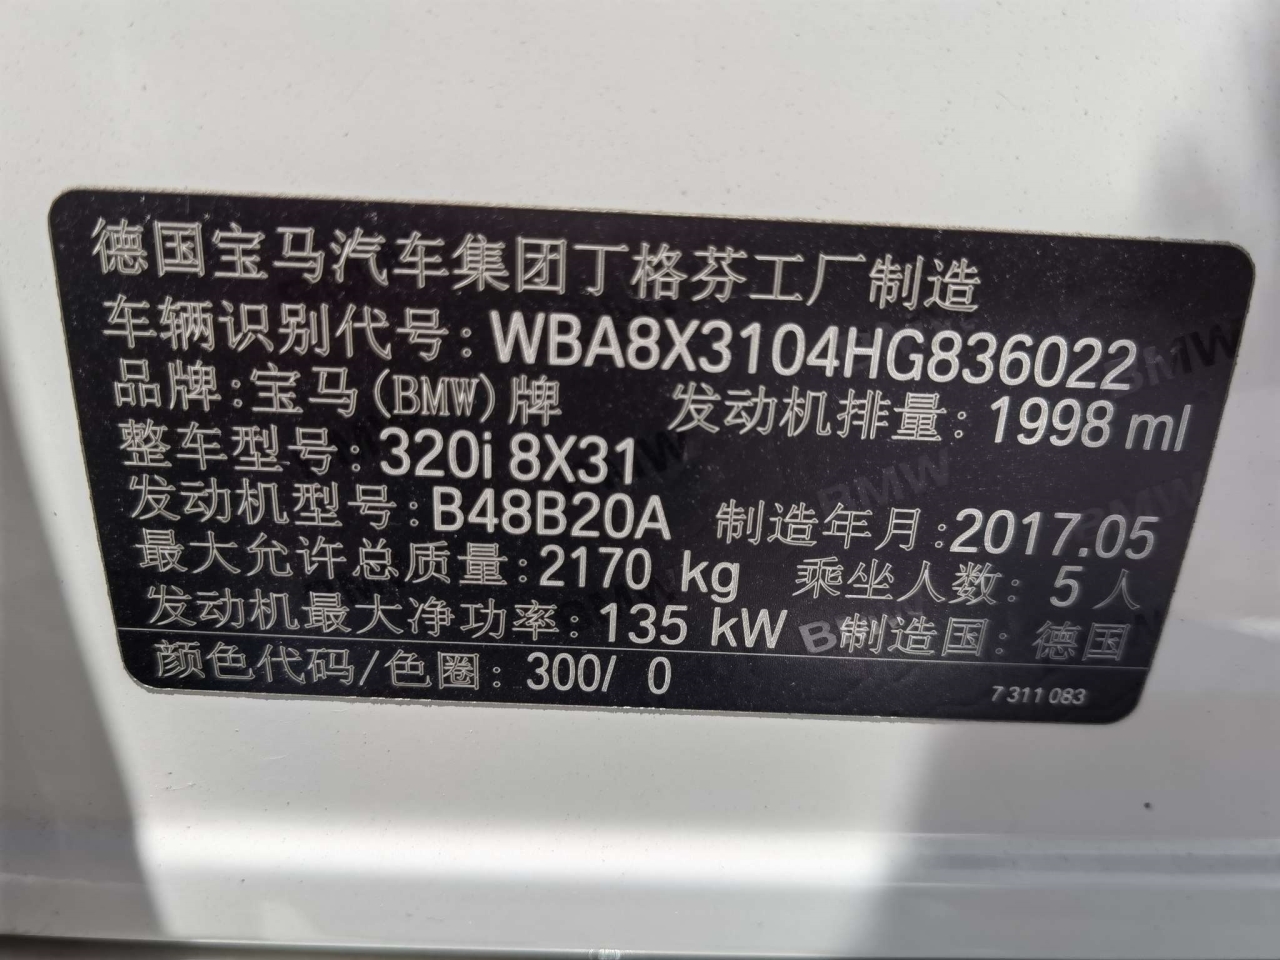 德国宝马汽车集团丁格芬工厂制造
车辆识别代号:WBA8X3104HG836022
品牌:宝马(BMW)牌 发动机排量:1998 ml
整车型号:320i 8X31
发动机型号:B48B20A 制造年月:2017.05
最大允许总质量:2170 kg 乘坐人数:5人
发动机最大净功率:135 kW 制造国:德国
颜色代码/色圈:300/ 0
7 311 083